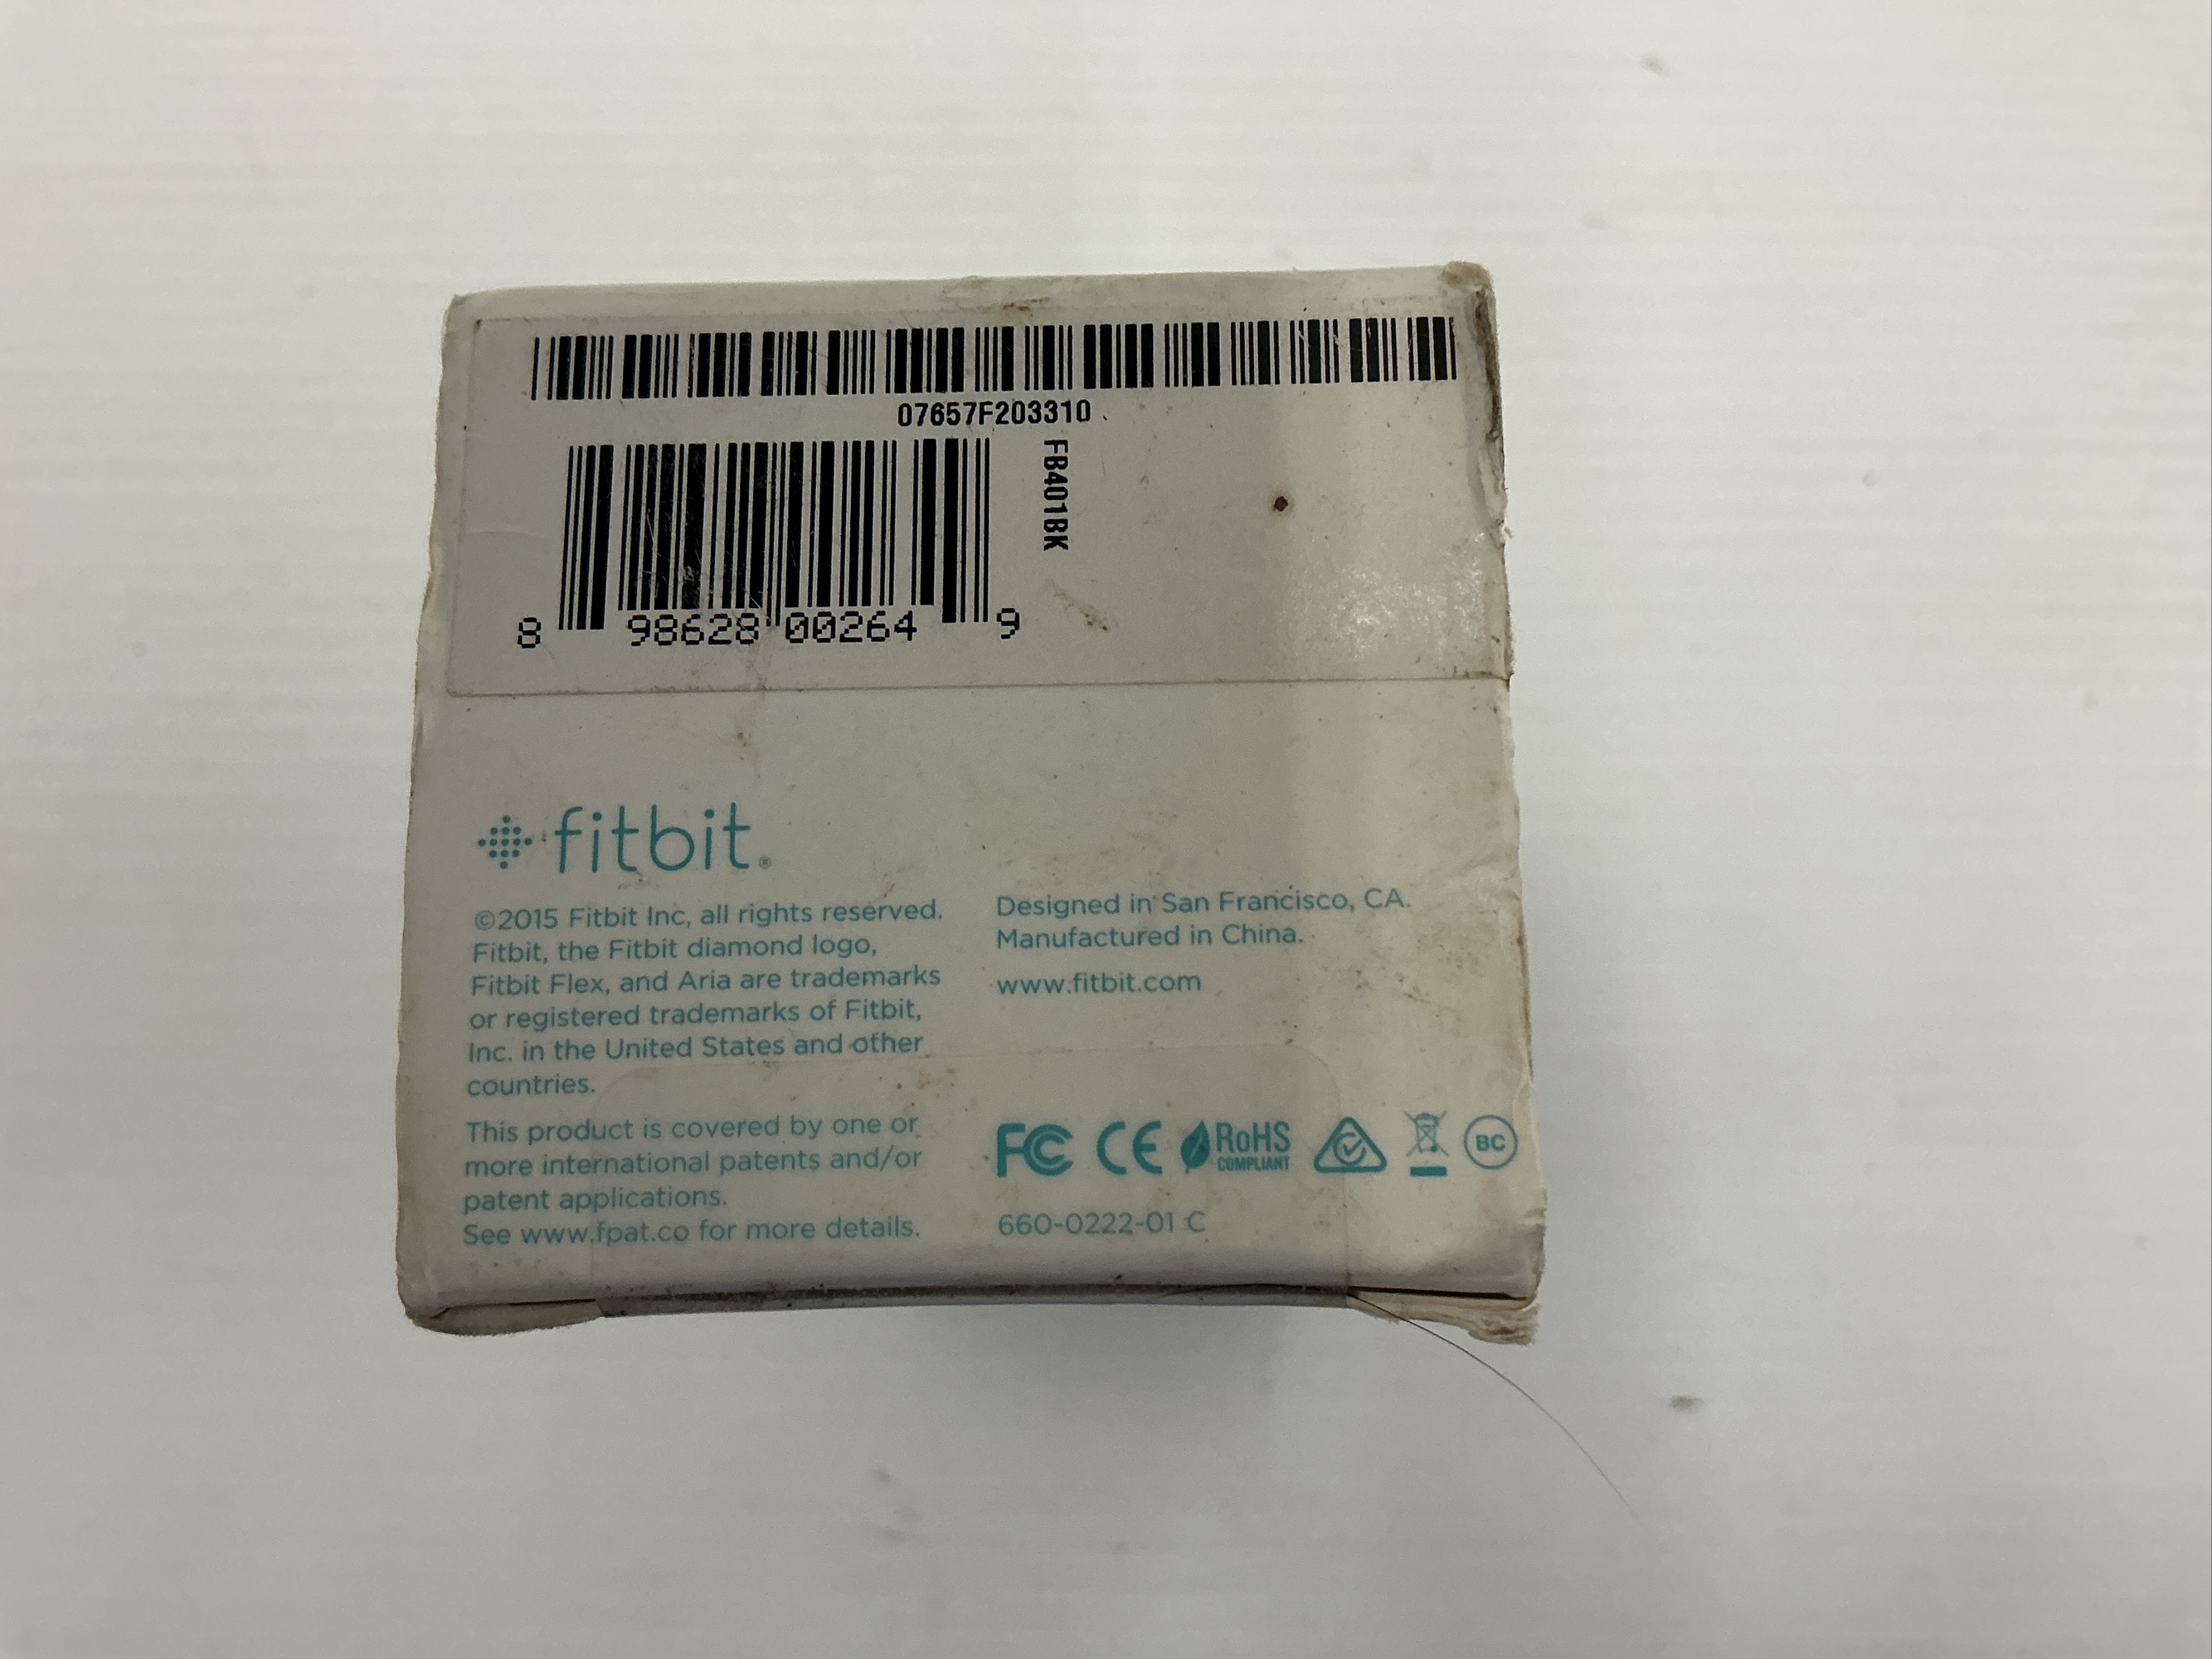 07657F203310
FB401BK
8 98628 00264 9
fitbit®
©2015 Fitbit Inc, all rights reserved.
Fitbit, the Fitbit diamond logo,
Fitbit Flex, and Aria are trademarks
or registered trademarks of Fitbit,
Inc. in the United States and other
countries.
This product is covered by one or
more international patents and/or
patent applications.
See www.fpat.co for more details.
Designed in San Francisco, CA.
Manufactured in China.
www.fitbit.com
FC CE RoHS
COMPLIANT
BC
660-0222-01 C